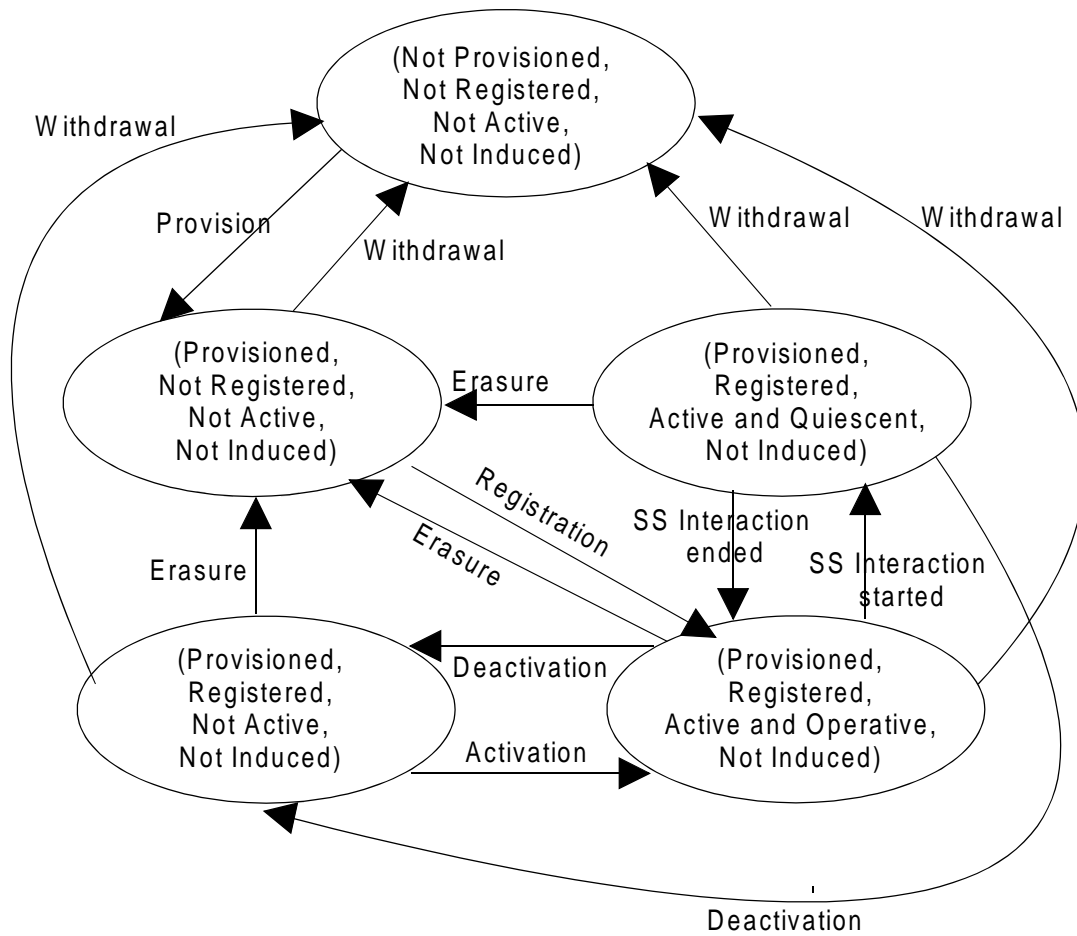 (Not Provisioned,
Not Registered,
Not Active,
Not Induced)
Withdrawal
Provision
Withdrawal
Withdrawal
Withdrawal
(Provisioned,
Not Registered,
Not Active,
Not Induced)
Erasure
(Provisioned,
Registered,
Active and Quiescent,
Not Induced)
Registration
Erasure
SS Interaction
ended
SS Interaction
started
Erasure
(Provisioned,
Registered,
Not Active,
Not Induced)
Deactivation
Activation
(Provisioned,
Registered,
Active and Operative,
Not Induced)
Deactivation